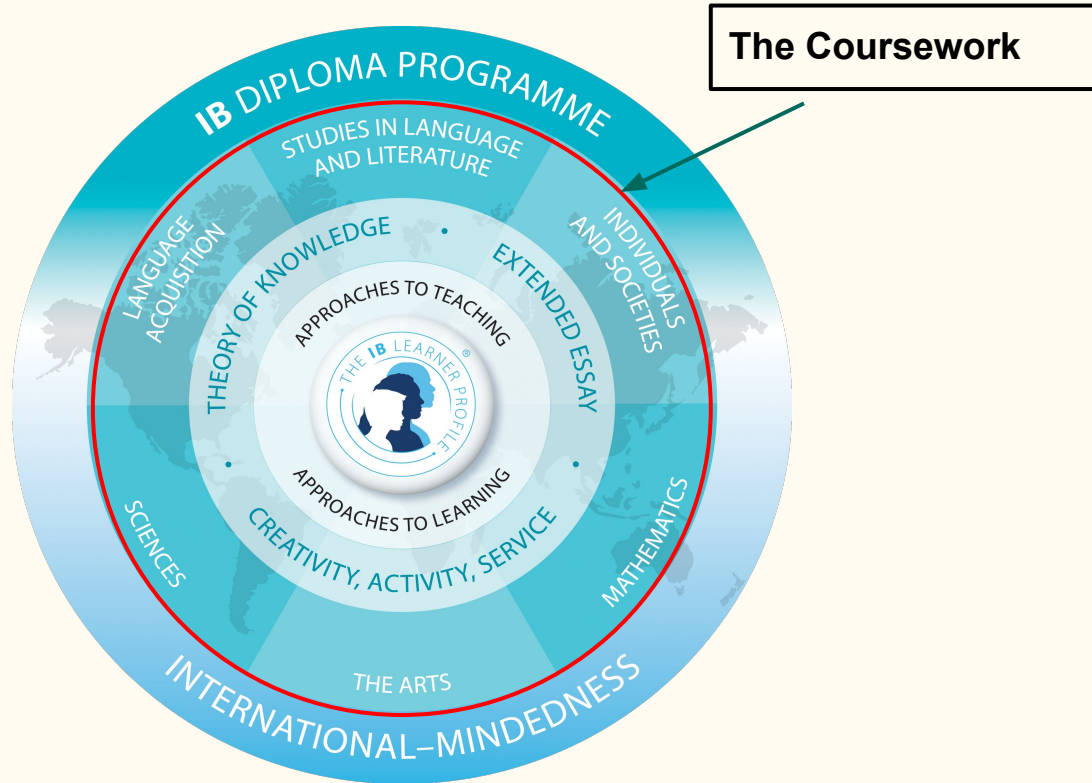 The Coursework
IB DIPLOMA PROGRAMME
STUDIES IN LANGUAGE
AND LITERATURE
LANGUAGE
ACQUISITION
INDIVIDUALS
AND SOCIETIES
THEORY OF KNOWLEDGE
EXTENDED ESSAY
APPROACHES TO TEACHING
THE IB LEARNER PROFILE ®
APPROACHES TO LEARNING
CREATIVITY, ACTIVITY, SERVICE
SCIENCES
MATHEMATICS
THE ARTS
INTERNATIONAL–MINDEDNESS